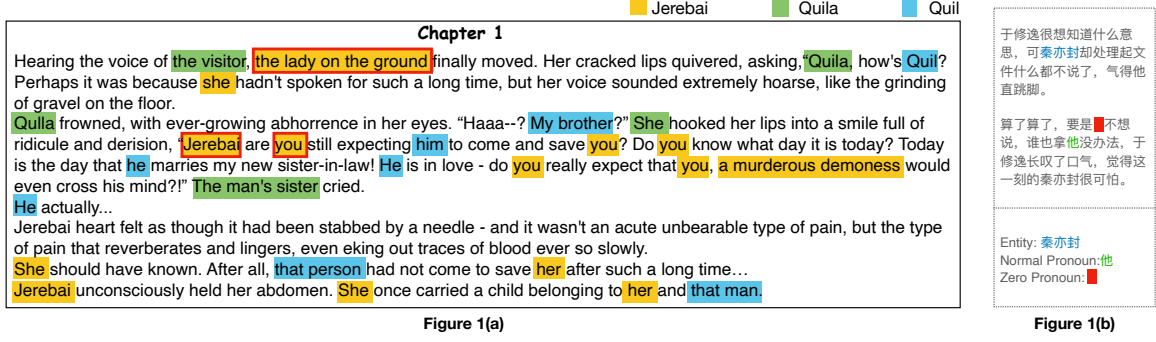 Jerebai Quila Quil
Chapter 1
Hearing the voice of the visitor, the lady on the ground finally moved. Her cracked lips quivered, asking,“Quila, how's Quil?
Perhaps it was because she hadn't spoken for such a long time, but her voice sounded extremely hoarse, like the grinding
of gravel on the floor.
Qulla frowned, with ever-growing abhorrence in her eyes. “Haaa--? My brother?” She hooked her lips into a smile full of
ridicule and derision, “Jerebai are you still expecting him to come and save you? Do you know what day it is today? Today
is the day that he marries my new sister-in-law! He is in love - do you really expect that you, a murderous demoness would
even cross his mind?!” The man's sister cried.
He actually...
Jerebai heart felt as though it had been stabbed by a needle - and it wasn't an acute unbearable type of pain, but the type
of pain that reverberates and lingers, even eking out traces of blood ever so slowly.
She should have known. After all, that person had not come to save her after such a long time…
Jerebai unconsciously held her abdomen. She once carried a child belonging to her and that man.
Figure 1(a)
于修逸很想知道什么意
思，可秦亦封却处理起文
件什么都不说了，气得他
直跳脚。
算了算了，要是不想
说，谁也拿他没办法，于
修逸长叹了口气，觉得这
一刻的秦亦封很可怕。
Entity: 秦亦封
Normal Pronoun:他
Zero Pronoun:
Figure 1(b)